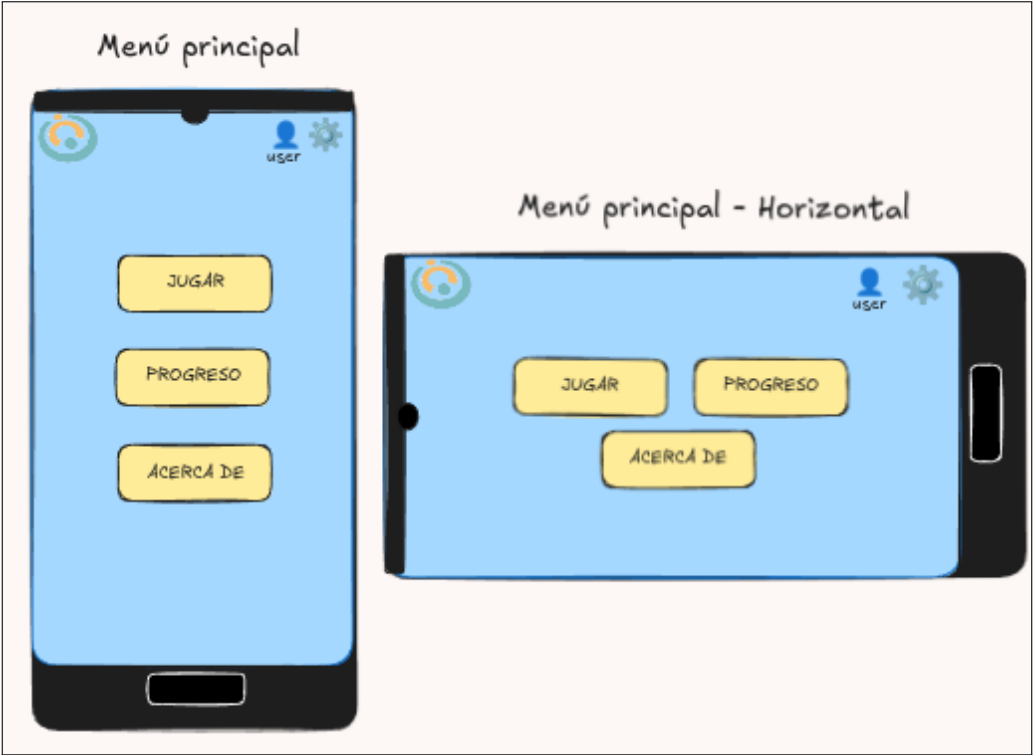 Menú principal
user
JUGAR
PROGRESO
ACERCA DE
Menú principal - Horizontal
user
JUGAR
PROGRESO
ACERCA DE